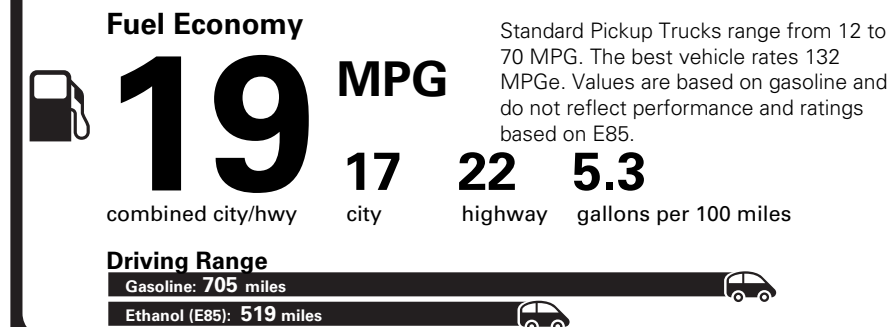 Fuel Economy
19 MPG
Standard Pickup Trucks range from 12 to
70 MPG. The best vehicle rates 132
MPGe. Values are based on gasoline and
do not reflect performance and ratings
based on E85.
combined city/hwy
17
city
22
highway
5.3
gallons per 100 miles
Driving Range
Gasoline: 705 miles
Ethanol (E85): 519 miles